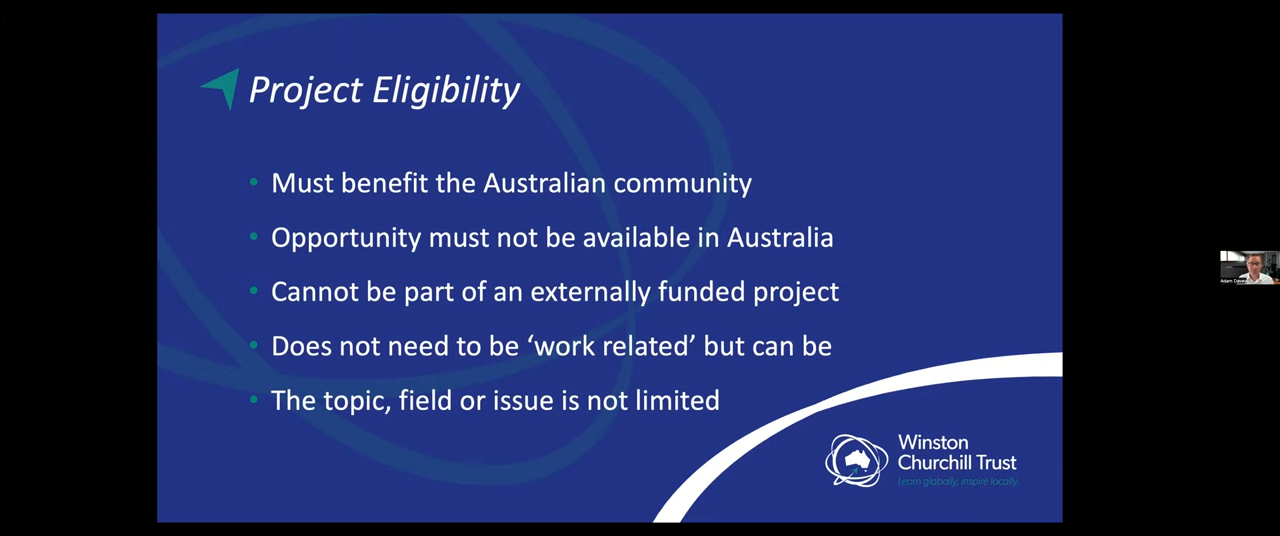 Project Eligibility
• Must benefit the Australian community
• Opportunity must not be available in Australia
• Cannot be part of an externally funded project
• Does not need to be ‘work related’ but can be
• The topic, field or issue is not limited
Winston
Churchill Trust
Learn globally, inspire locally.
Adam Davey